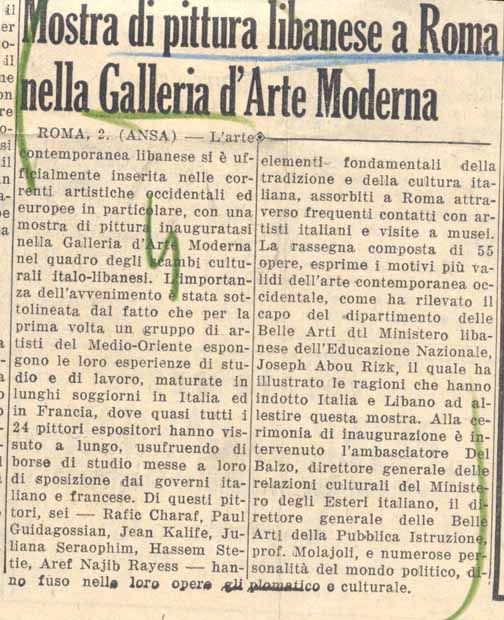 Mostra di pittura libanese a Roma
nella Galleria d'Arte Moderna
ROMA, 2. (ANSA) — L'arte
contemporanea libanese si è uf-
ficialmente inserita nelle cor-
renti artistiche occidentali ed
europee in particolare, con una
mostra di pittura inauguratasi
nella Galleria d'Arte Moderna
nel quadro degli scambi cultu-
rali italo-libanesi. L'importan-
za dell'avvenimento è stata sot-
tolineata dal fatto che per la
prima volta un gruppo di ar-
tisti del Medio-Oriente espon-
gono le loro esperienze di stu-
dio e di lavoro, maturate in
lunghi soggiorni in Italia ed
in Francia, dove quasi tutti i
24 pittori espositori hanno vis-
suto a lungo, usufruendo di
borse di studio messe a loro
di sposizione dai governi ita-
liano e francese. Di questi pit-
tori, sei — Rafic Charaf, Paul
Guidagossian, Jean Kalife, Ju-
liana Seraophim, Hassem Ste-
tie, Aref Najib Rayess — han-
no fuso nelle loro opere gli
elementi fondamentali della
tradizione e della cultura ita-
liana, assorbiti a Roma attra-
verso frequenti contatti con ar-
tisti italiani e visite a musei.
La rassegna composta di 55
opere, esprime i motivi più va-
lidi dell'arte contemporanea oc-
cidentale, come ha rilevato il
capo del dipartimento delle
Belle Arti dtl Ministero liba-
nese dell'Educazione Nazionale,
Joseph Abou Rizk, il quale ha
illustrato le ragioni che hanno
indotto Italia e Libano ad al-
lestire questa mostra. Alla ce-
rimonia di inaugurazione è in-
tervenuto l'ambasciatore Del
Balzo, direttore generale delle
relazioni culturali del Ministe-
ro degli Esteri italiano, il di-
rettore generale delle Belle
Arti della Pubblica Istruzione,
prof. Molajoli, e numerose per-
sonalità del mondo politico, di-
plomatico e culturale.